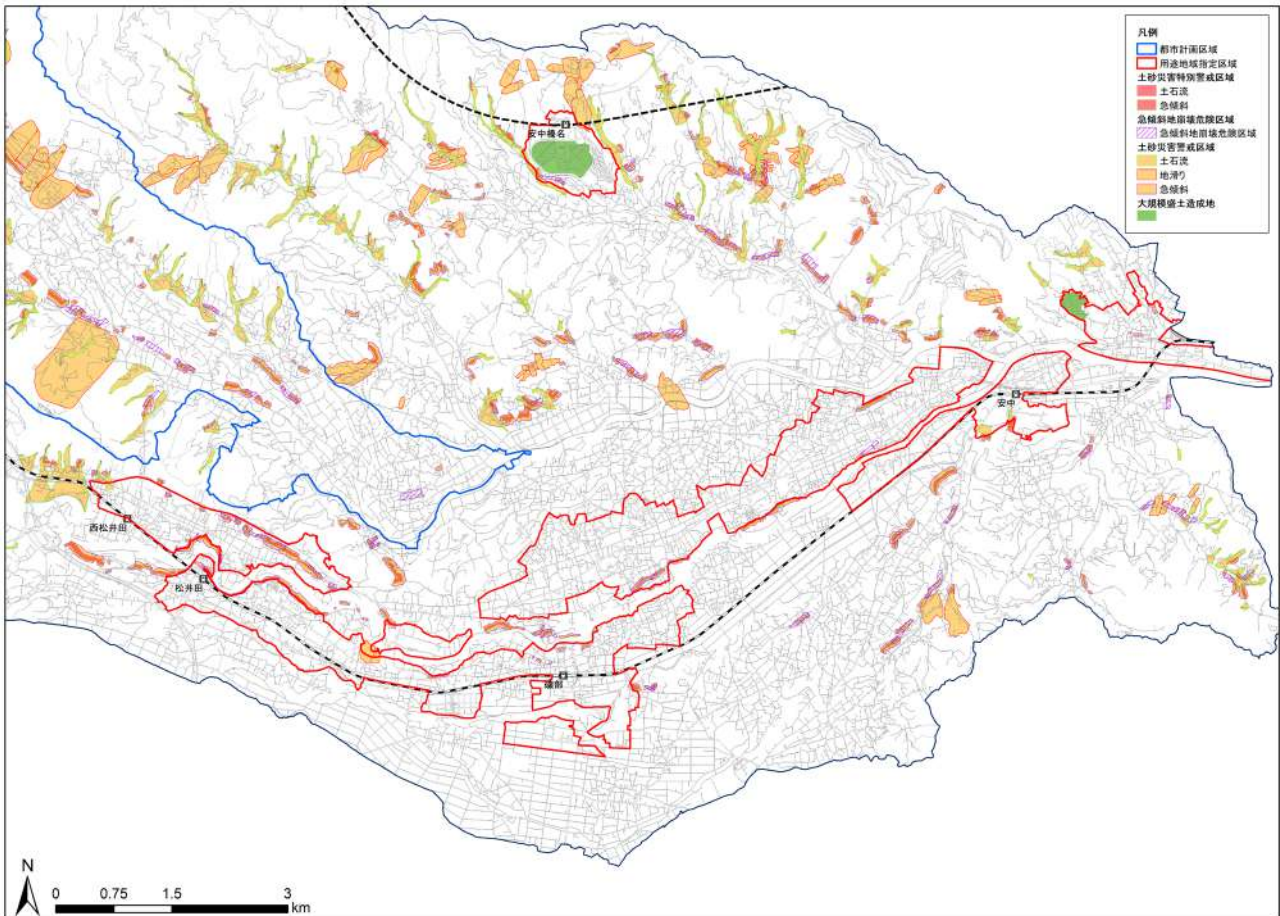 凡例
都市計画区域
用途地域指定区域
土砂災害特別警戒区域
土石流
急傾斜
急傾斜地崩壊危険区域
急傾斜地崩壊危険区域
土砂災害警戒区域
土石流
地滑り
急傾斜
大規模盛土造成地
安中榛名
安中
西松井田
松井田
磯部
N
0 0.75 1.5 3
km